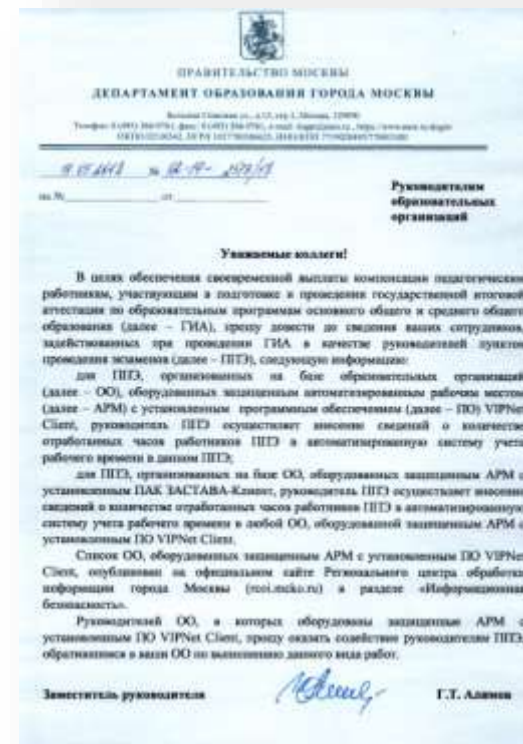 ПРАВИТЕЛЬСТВО МОСКВЫ
ДЕПАРТАМЕНТ ОБРАЗОВАНИЯ ГОРОДА МОСКВЫ
на № от
Руководителям
образовательных
организаций
Уважаемые коллеги!
В целях обеспечения своевременной выплаты компенсации педагогическим
работникам, участвующим в подготовке и проведении государственной итоговой
аттестации по образовательным программам основного общего и среднего общего
образования (далее – ГИА), прошу довести до сведения ваших сотрудников,
задействованных при проведении ГИА в качестве руководителей пунктов
проведения экзаменов (далее – ППЭ), следующую информацию:
для ППЭ, организованных на базе образовательных организаций
(далее – ОО), оборудованных защищенным автоматизированным рабочим местом
(далее – АРМ) с установленным программным обеспечением (далее – ПО) VIPNet
Client, руководитель ППЭ осуществляет внесение сведений о количестве
отработанных часов работников ППЭ в автоматизированную систему учета
рабочего времени в данном ППЭ;
для ППЭ, организованных на базе ОО, оборудованных защищенным АРМ с
установленным ПАК ЗАСТАВА-Клиент, руководитель ППЭ осуществляет внесение
сведений о количестве отработанных часов работников ППЭ в автоматизированную
систему учета рабочего времени в любой ОО, оборудованной защищенным АРМ с
установленным ПО VIPNet Client.
Список ОО, оборудованных защищенным АРМ с установленным ПО VIPNet
Client, опубликован на официальном сайте Регионального центра обработки
информации города Москвы (rcoi.mcko.ru) в разделе «Информационная
безопасность».
Руководителей ОО, в которых оборудованы защищенные АРМ с
установленным ПО VIPNet Client, прошу оказать содействие руководителям ППЭ,
обратившимся в ваши ОО по выполнению данного вида работ.
Заместитель руководителя Г.Т. Алимов